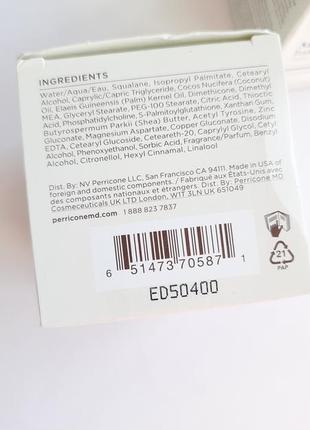 INGREDIENTS
Water/Aqua/Eau, Squalane, Isopropyl Palmitate, Cetearyl
Alcohol, Caprylic/Capric Triglyceride, Cocos Nucifera (Coconut)
Oil, Elaeis Guineensis (Palm) Kernel Oil, Dimethicone, Dimethyl
MEA, Glyceryl Stearate, PEG-100 Stearate, Citric Acid, Thioctic
Acid, Phosphatidylcholine, S-Palmitoylglutathione, Xanthan Gum,
Butyrospermum Parkii (Shea) Butter, Acetyl Tyrosine, Zinc
Gluconate, Magnesium Aspartate, Copper Gluconate, Disodium
EDTA, Cetearyl Glucoside, Ceteareth-20, Caprylyl Glycol, Cetyl
Alcohol, Phenoxyethanol, Sorbic Acid, Fragrance/Parfum, Benzyl
Alcohol, Citronellol, Hexyl Cinnamal, Linalool
Dist. By: NV Perricone LLC, San Francisco CA 94111. Made in USA of
foreign and domestic components / Fabriqué aux États-Unis avec
des composants nationaux et étrangers. Dist. by: Perricone MD
Cosmeceuticals UK LTD London, W1T 3LN UK 651049
perriconemd.com 1 888 823 7837
6 51473 70587 1
ED50400
21
PAP